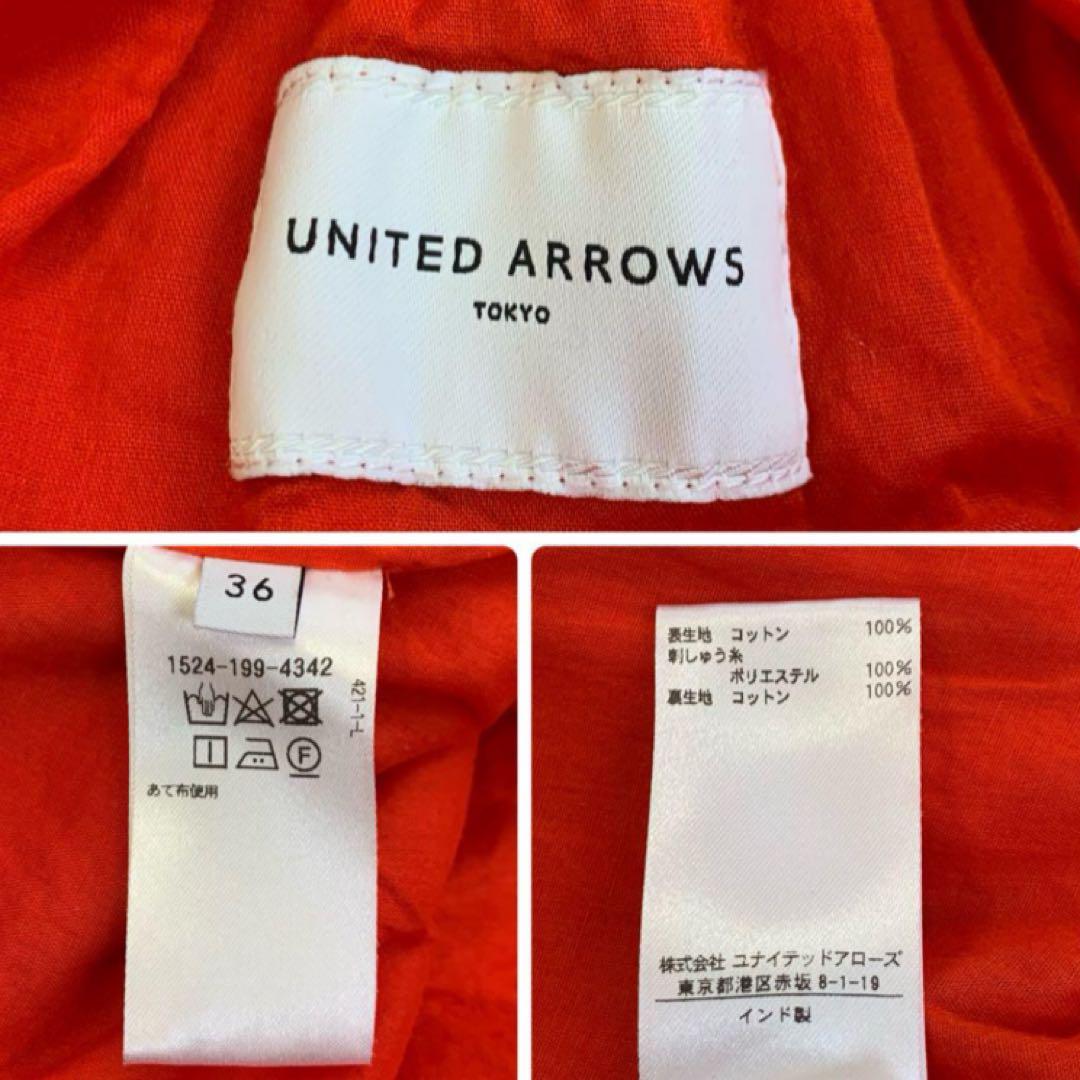 UNITED ARROWS
TOKYO
36
1524-199-4342
421-1-L
F
あて布使用
表生地 コットン 100%
刺しゅう糸
ポリエステル 100%
裏生地 コットン 100%
株式会社 ユナイテッドアローズ
東京都港区赤坂 8-1-19
インド製